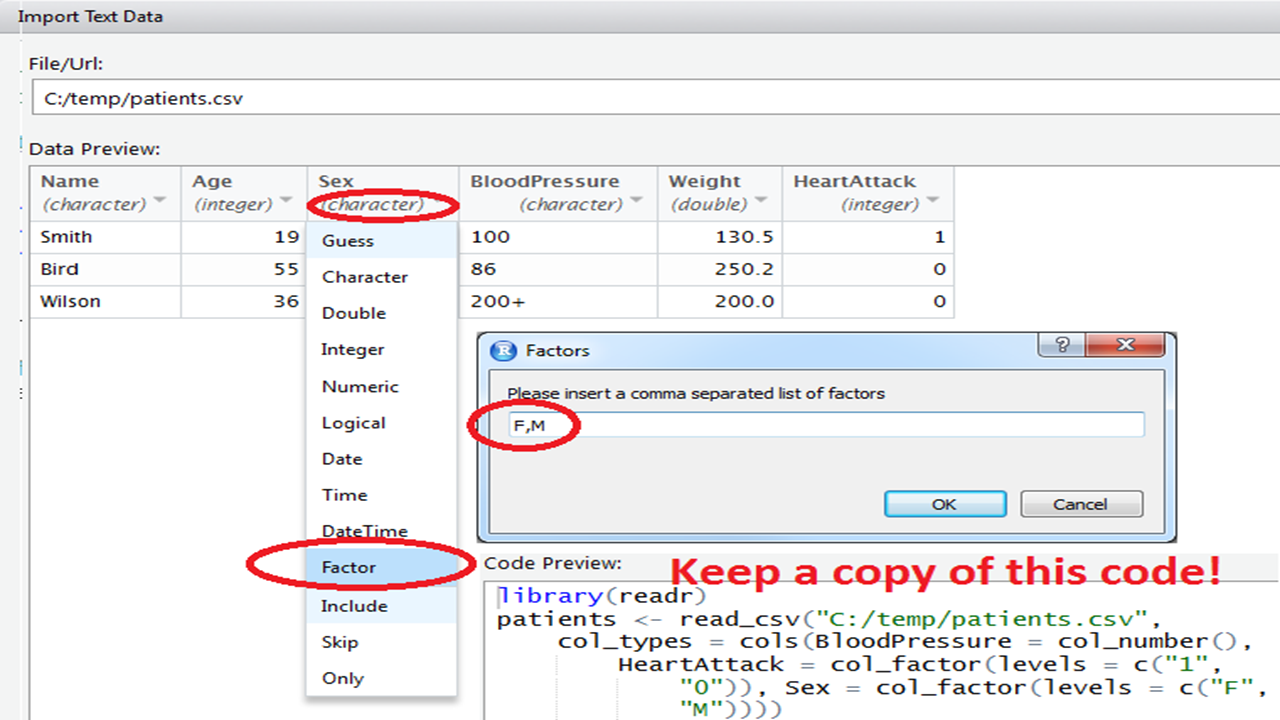 Import Text Data
File/Url:
C:/temp/patients.csv
Data Preview:
Name Age Sex BloodPressure Weight HeartAttack
(character) (integer) (character) (character) (double) (integer)
Smith 19 100 130.5 1
Bird 55 86 250.2 0
Wilson 36 200+ 200.0 0
Guess
Character
Double
Integer
Numeric
Logical
Date
Time
DateTime
Factor
Include
Skip
Only
R Factors ?
Please insert a comma separated list of factors
F,M
OK Cancel
Code Preview:
Keep a copy of this code!
library(readr)
patients <- read_csv("C:/temp/patients.csv",
col_types = cols(BloodPressure = col_number(),
HeartAttack = col_factor(levels = c("1",
"0")), Sex = col_factor(levels = c("F",
"M"))))